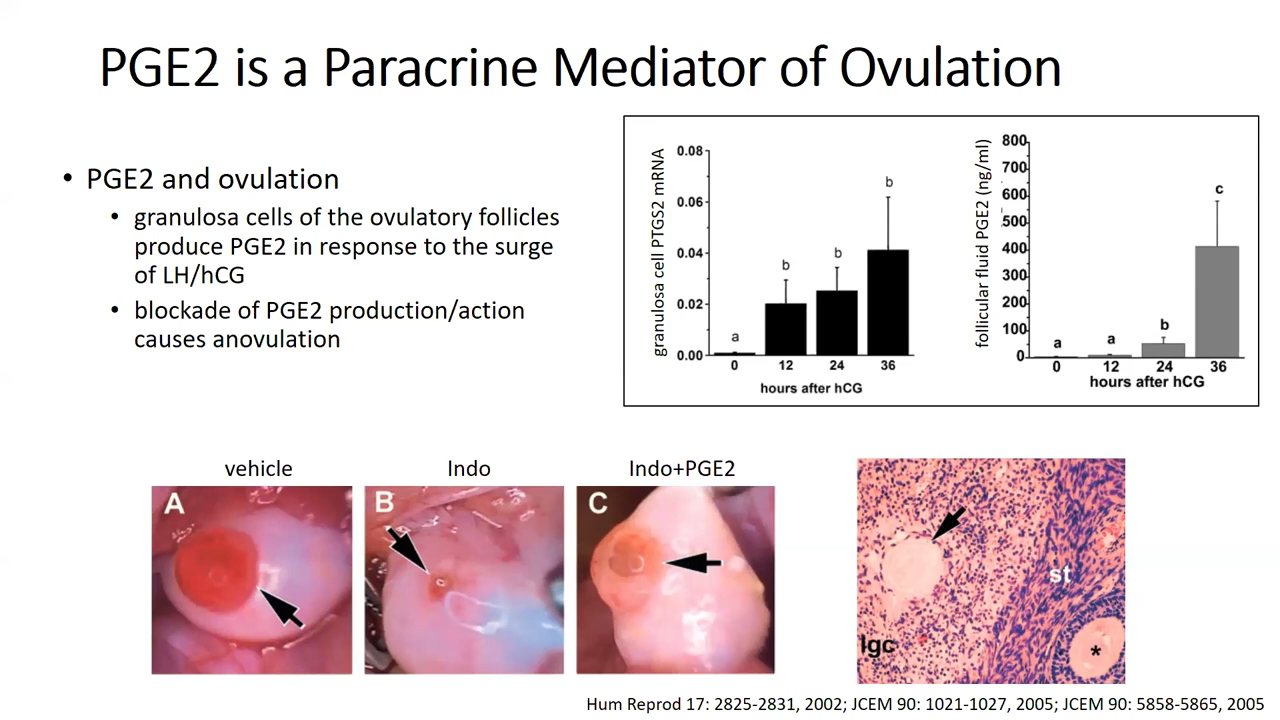 PGE2 is a Paracrine Mediator of Ovulation
• PGE2 and ovulation
• granulosa cells of the ovulatory follicles
produce PGE2 in response to the surge
of LH/hCG
• blockade of PGE2 production/action
causes anovulation
granulosa cell PTGS2 mRNA
0.08
0.06
0.04
0.02
0.00
a
b
b
b
0 12 24 36
hours after hCG
follicular fluid PGE2 (ng/ml)
800
700
600
500
400
300
200
100
0
a
a
b
c
0 12 24 36
hours after hCG
vehicle
Indo
Indo+PGE2
A
B
C
st
lgc
*
Hum Reprod 17: 2825-2831, 2002; JCEM 90: 1021-1027, 2005; JCEM 90: 5858-5865, 2005